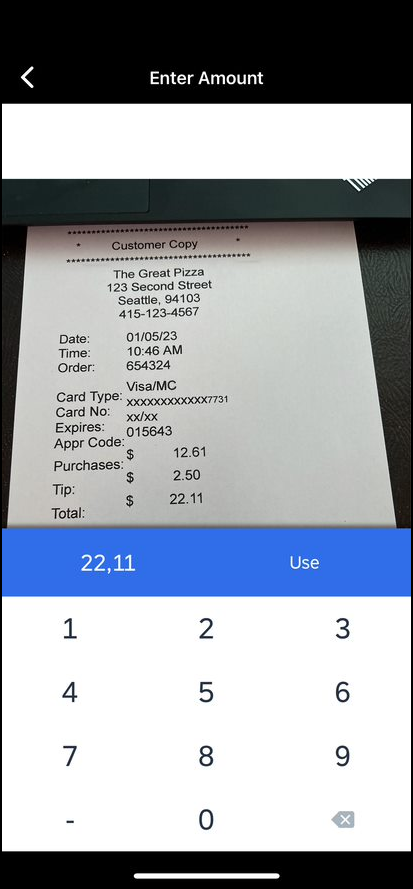 Enter Amount
***************************************
* Customer Copy *
***************************************
The Great Pizza
123 Second Street
Seattle, 94103
415-123-4567
Date: 01/05/23
Time: 10:46 AM
Order: 654324
Card Type: Visa/MC
Card No: XXXXXXXXXXXX7731
Expires: xx/xx
Appr Code: 015643
Purchases: $ 12.61
Tip: $ 2.50
Total: $ 22.11
22,11 Use
1 2 3
4 5 6
7 8 9
- 0